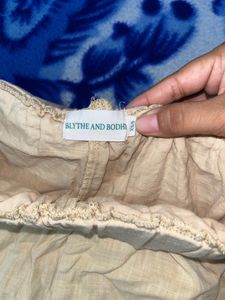 BLYTHE AND BODHI